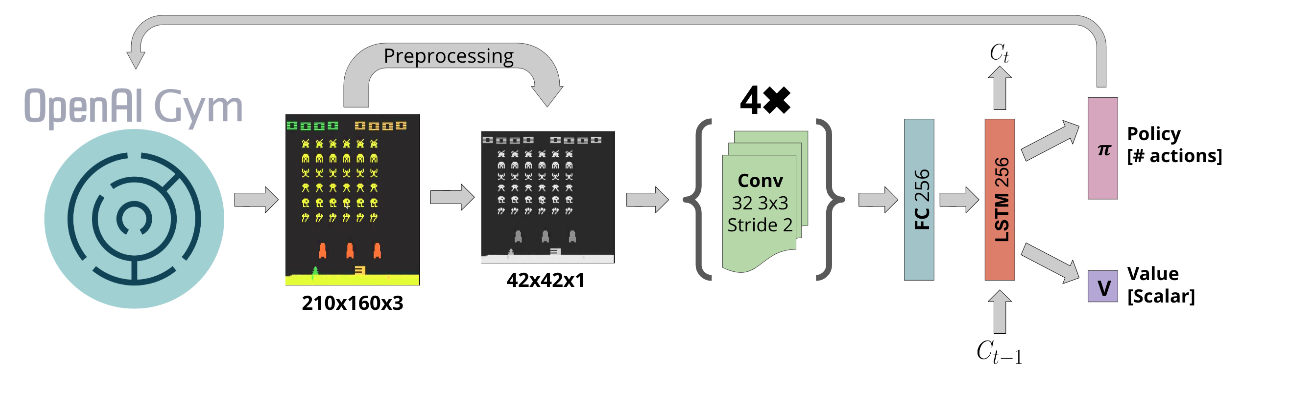 Preprocessing
OpenAI Gym
210x160x3
42x42x1
4✖
Conv
32 3x3
Stride 2
FC 256
LSTM 256
C_t
C_{t−1}
π
Policy
[# actions]
V
Value
[Scalar]